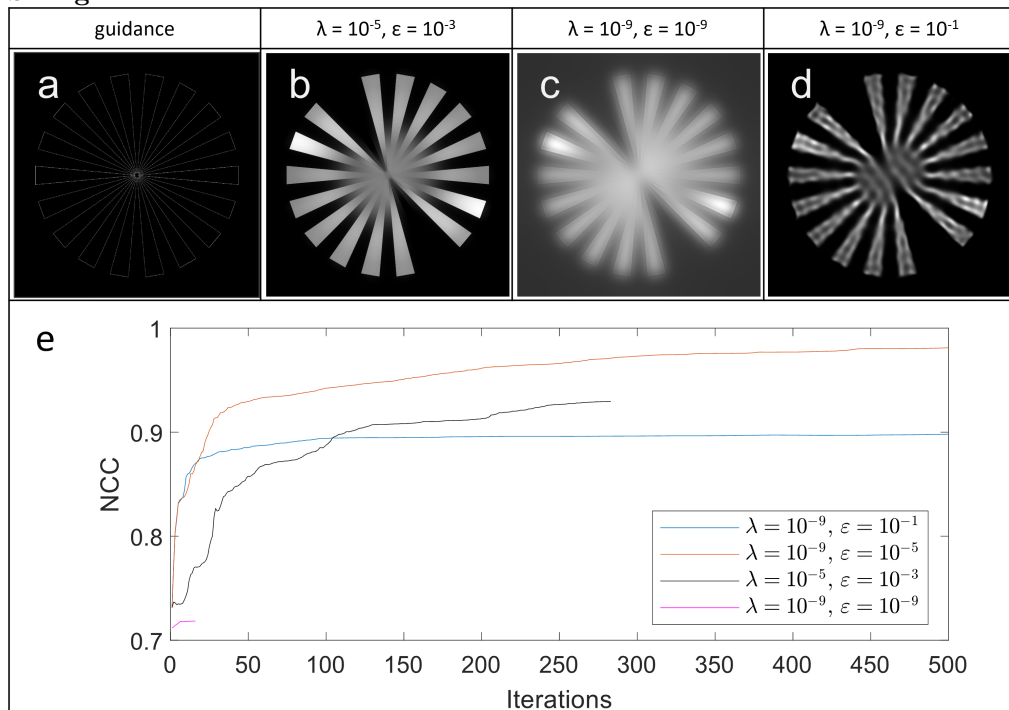 guidance
λ = 10⁻⁵, ε = 10⁻³
λ = 10⁻⁹, ε = 10⁻⁹
λ = 10⁻⁹, ε = 10⁻¹
a
b
c
d
e
1
0.9
0.8
0.7
NCC
0
50
100
150
200
250
300
350
400
450
500
Iterations
λ = 10⁻⁹, ε = 10⁻¹
λ = 10⁻⁹, ε = 10⁻⁵
λ = 10⁻⁵, ε = 10⁻³
λ = 10⁻⁹, ε = 10⁻⁹